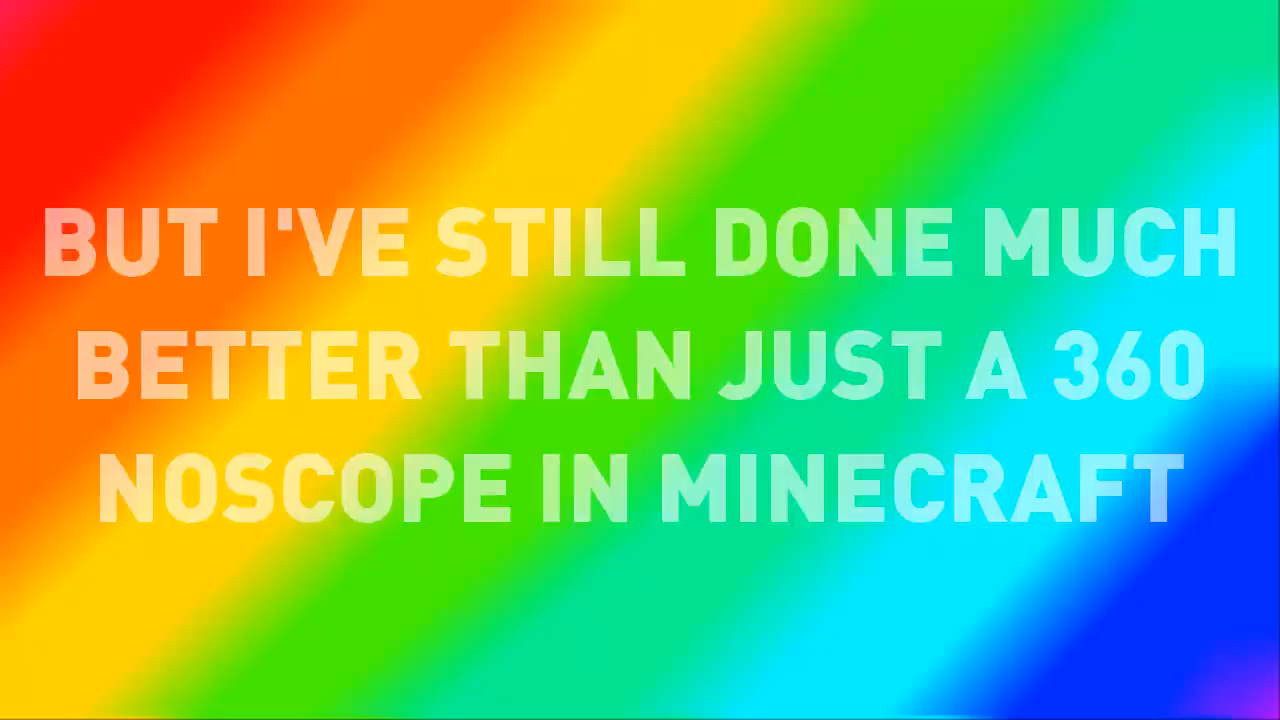 BUT I'VE STILL DONE MUCH
BETTER THAN JUST A 360
NOSCOPE IN MINECRAFT